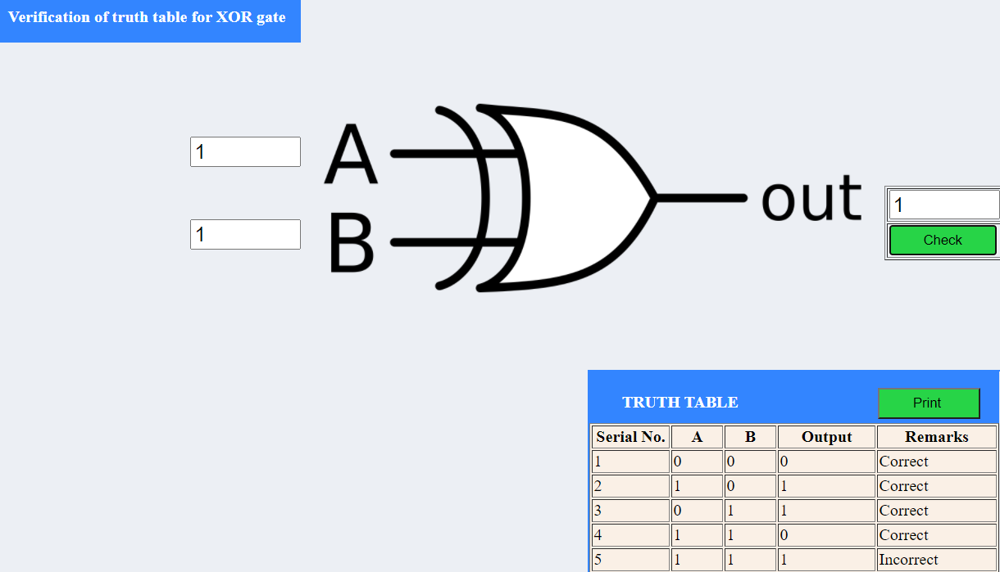 Verification of truth table for XOR gate
1
A
1
B
out
1
Check
TRUTH TABLE
Print
Serial No. A B Output Remarks
1 0 0 0 Correct
2 1 0 1 Correct
3 0 1 1 Correct
4 1 1 0 Correct
5 1 1 1 Incorrect